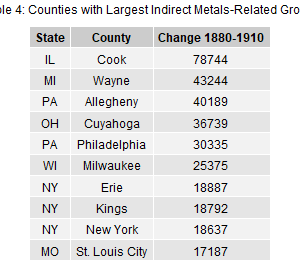 le 4: Counties with Largest Indirect Metals-Related Gro
State County Change 1880-1910
IL Cook 78744
MI Wayne 43244
PA Allegheny 40189
OH Cuyahoga 36739
PA Philadelphia 30335
WI Milwaukee 25375
NY Erie 18887
NY Kings 18792
NY New York 18637
MO St. Louis City 17187